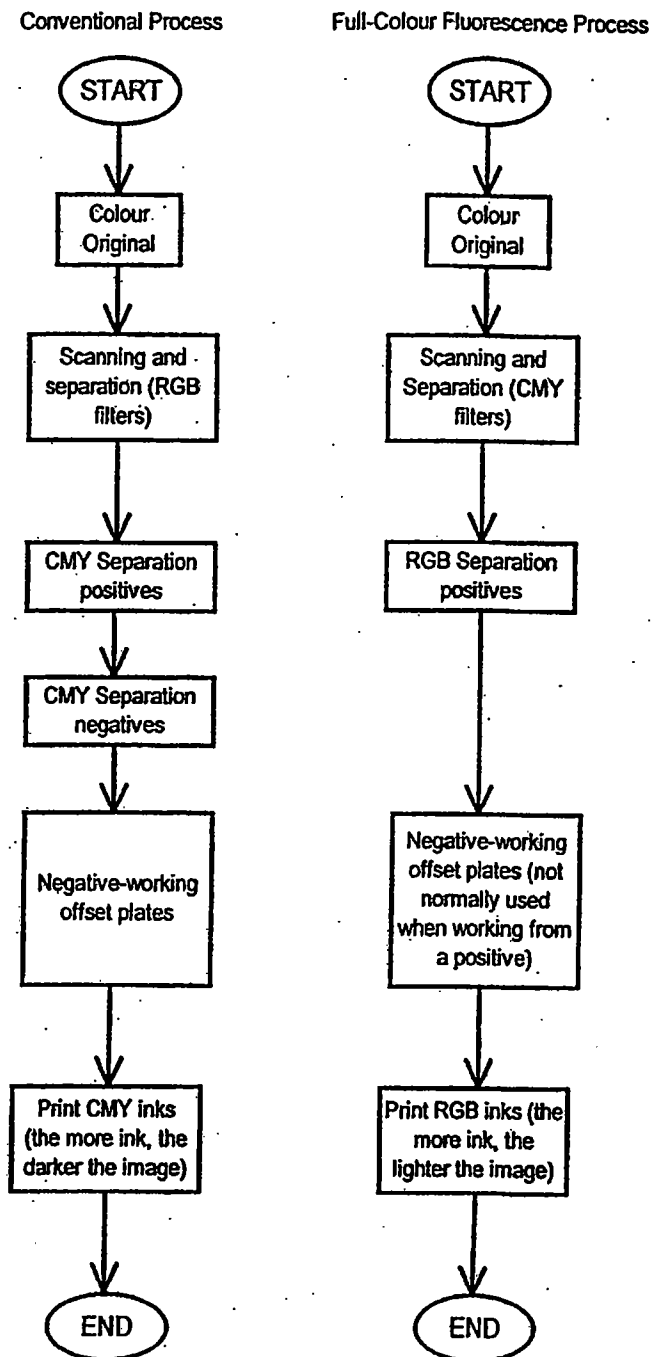 Conventional Process
START
Colour
Original
Scanning and
separation (RGB
filters)
CMY Separation
positives
CMY Separation
negatives
Negative-working
offset plates
Print CMY inks
(the more ink, the
darker the image)
END
Full-Colour Fluorescence Process
START
Colour
Original
Scanning and
Separation (CMY
filters)
RGB Separation
positives
Negative-working
offset plates (not
normally used
when working from
a positive)
Print RGB inks (the
more ink, the
lighter the image)
END